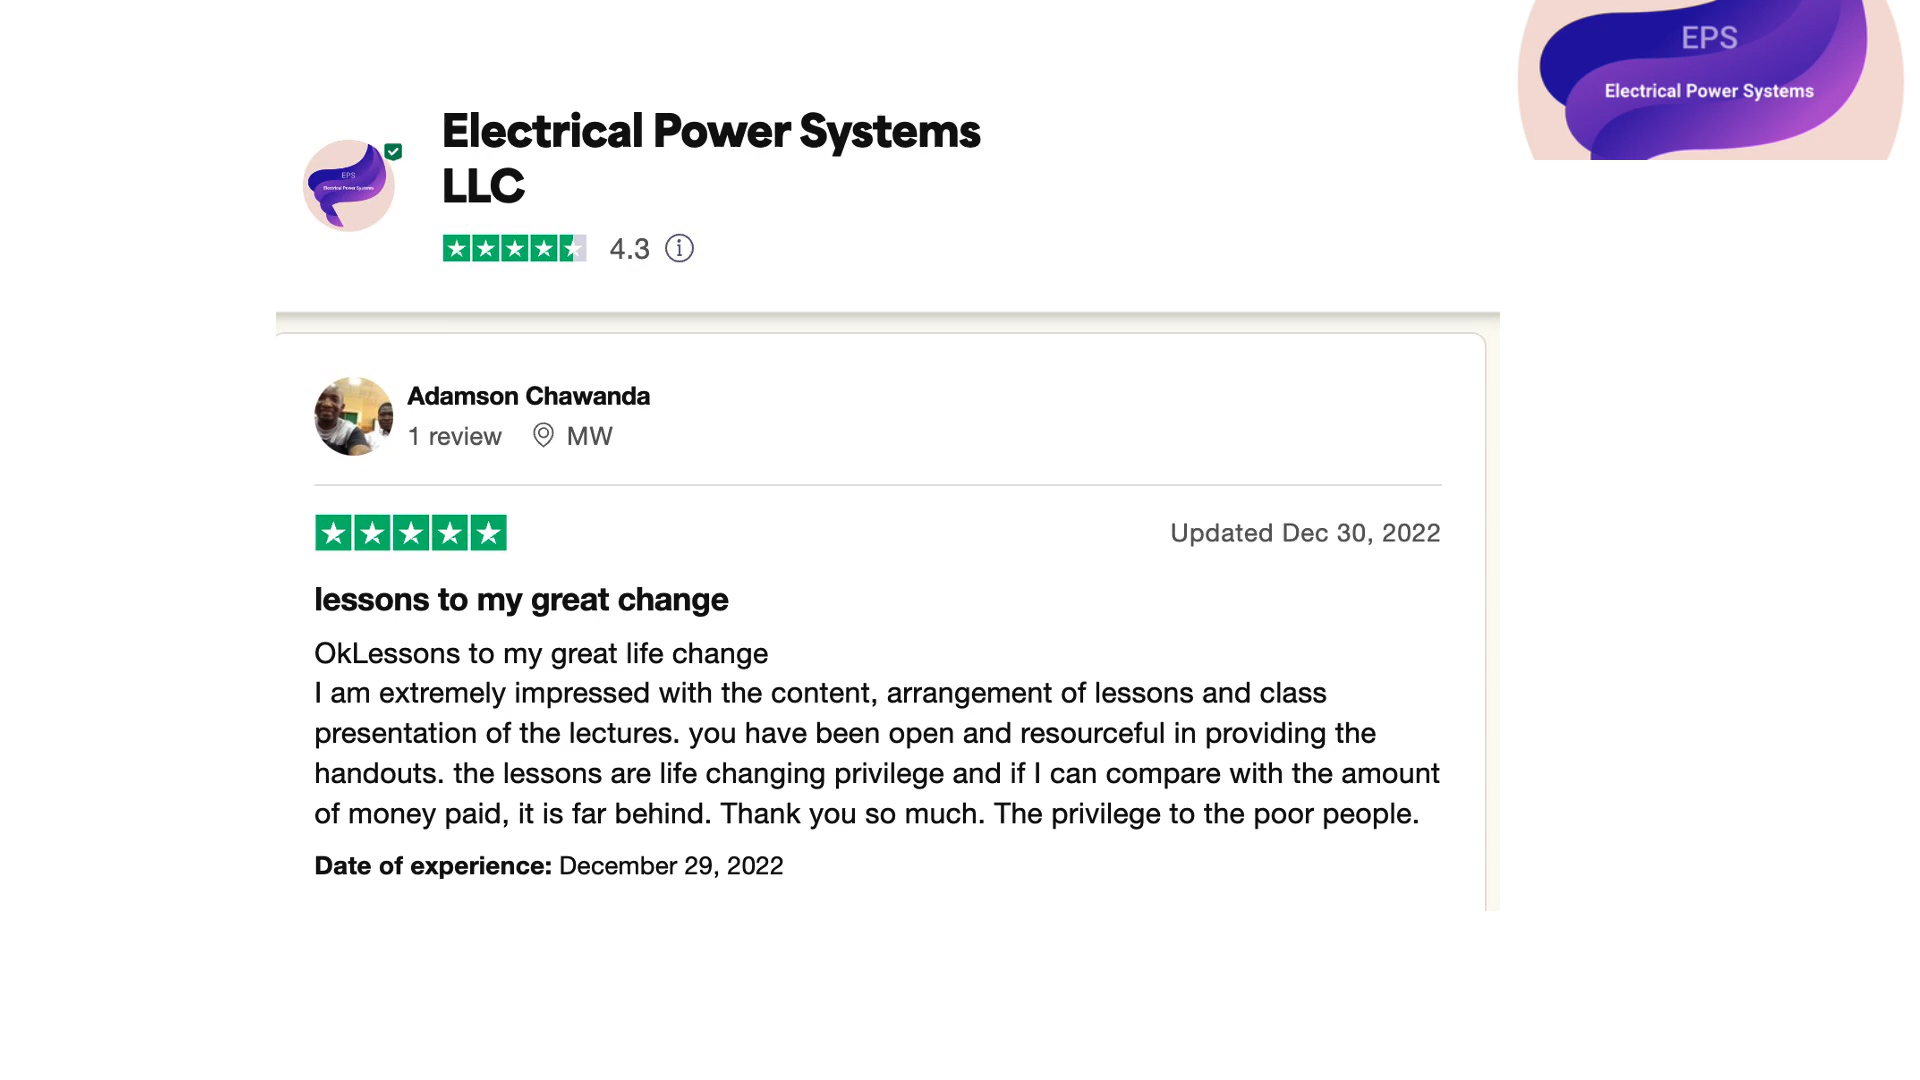 EPS
Electrical Power Systems
Electrical Power Systems
LLC
EPS
Electrical Power Systems
4.3
Adamson Chawanda
1 review MW
Updated Dec 30, 2022
lessons to my great change
OkLessons to my great life change
I am extremely impressed with the content, arrangement of lessons and class
presentation of the lectures. you have been open and resourceful in providing the
handouts. the lessons are life changing privilege and if I can compare with the amount
of money paid, it is far behind. Thank you so much. The privilege to the poor people.
Date of experience: December 29, 2022